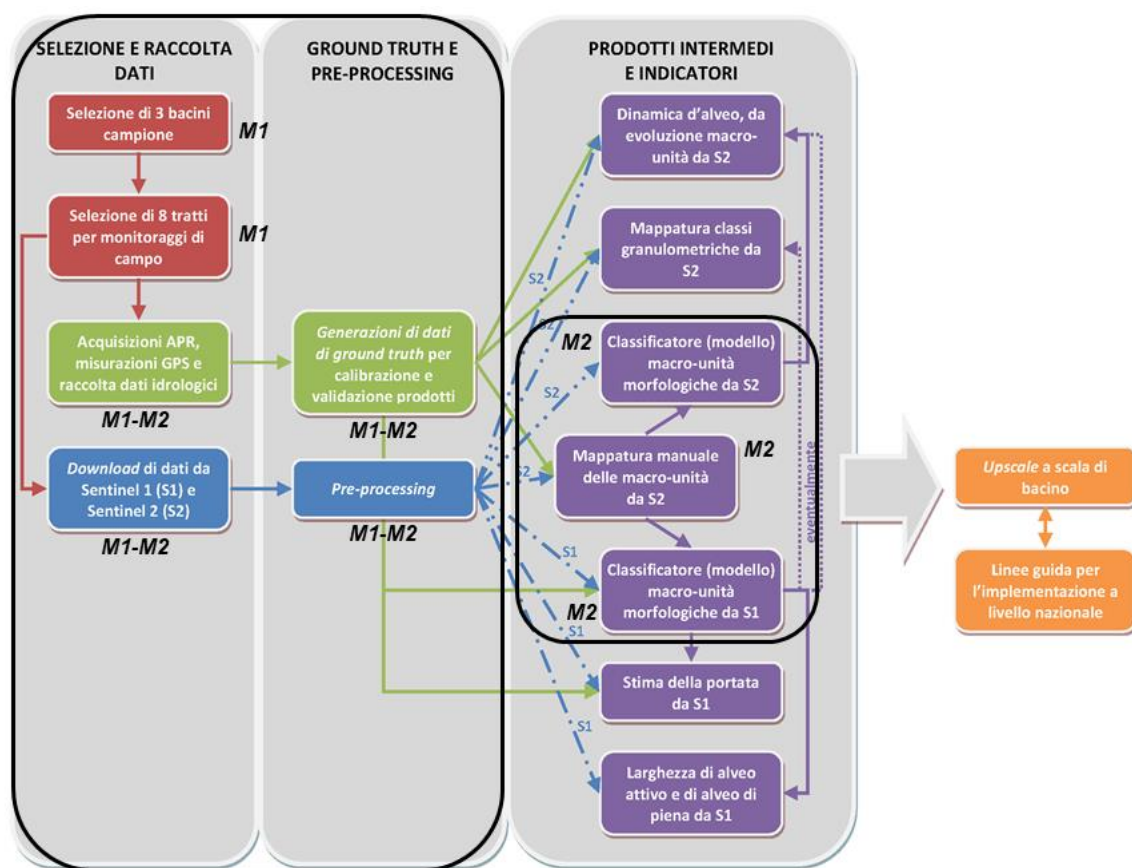 SELEZIONE E RACCOLTA
DATI
Selezione di 3 bacini
campione
M1
Selezione di 8 tratti
per monitoraggi di
campo
M1
Acquisizioni APR,
misurazioni GPS e
raccolta dati idrologici
M1-M2
Download di dati da
Sentinel 1 (S1) e
Sentinel 2 (S2)
M1-M2
GROUND TRUTH E
PRE-PROCESSING
Generazioni di dati
di ground truth per
calibrazione e
validazione prodotti
M1-M2
Pre-processing
M1-M2
PRODOTTI INTERMEDI
E INDICATORI
Dinamica d'alveo, da
evoluzione macro-
unità da S2
S2
Mappatura classi
granulometriche da
S2
S2
M2
Classificatore (modello)
macro-unità
morfologiche da S2
S2
Mappatura manuale
delle macro-unità
da S2
M2
S2
S1
Classificatore (modello)
macro-unità
morfologiche da S1
M2
S1
Stima della portata
da S1
S1
Larghezza di alveo
attivo e di alveo di
piena da S1
eventualmente
Upscale a scala di
bacino
Linee guida per
l'implementazione a
livello nazionale